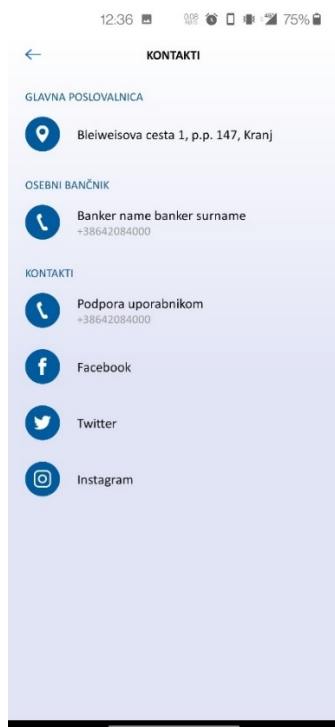 12:36 75%
KONTAKTI
GLAVNA POSLOVALNICA
Bleiweisova cesta 1, p.p. 147, Kranj
OSEBNI BANČNIK
Banker name banker surname
+38642084000
KONTAKTI
Podpora uporabnikom
+38642084000
Facebook
Twitter
Instagram